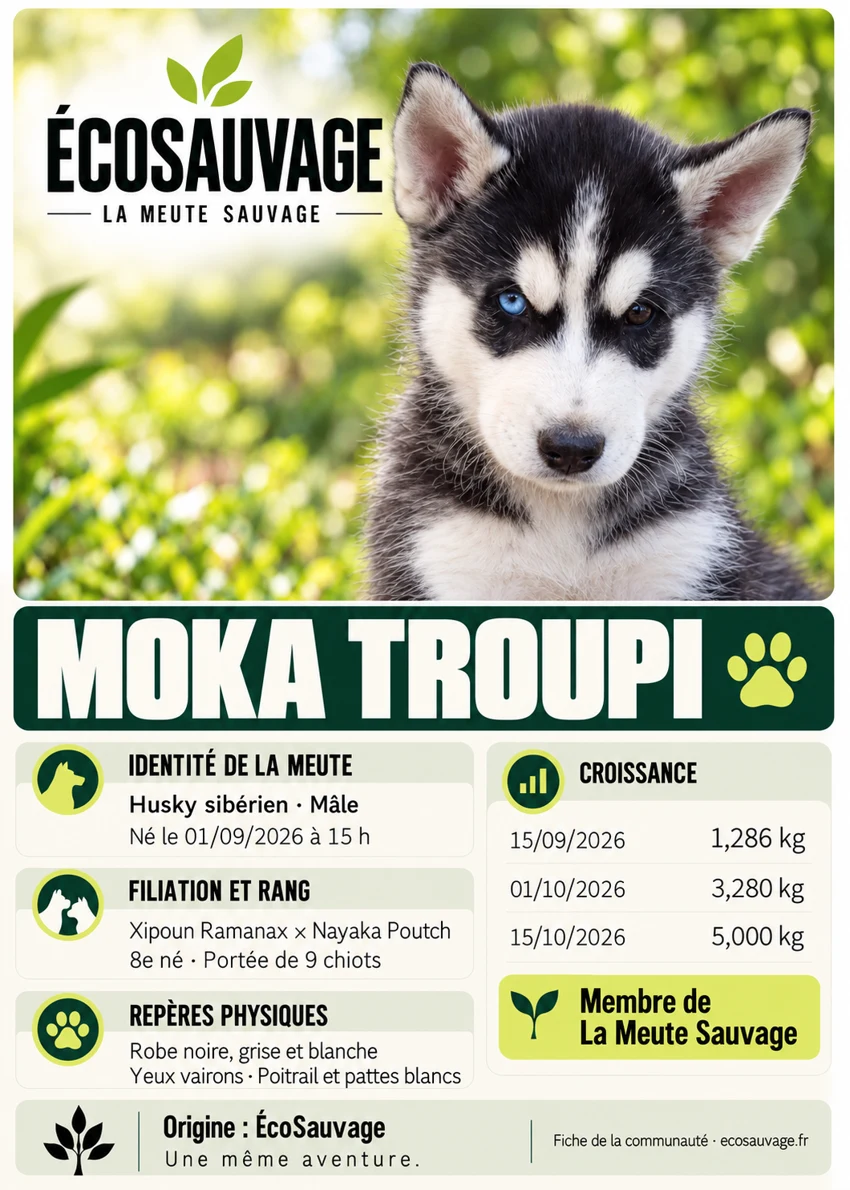 ÉCOSAUVAGE
LA MEUTE SAUVAGE
MOKA TROUPI
IDENTITÉ DE LA MEUTE
Husky sibérien · Mâle
Né le 01/09/2026 à 15 h
FILIATION ET RANG
Xipoun Ramanax × Nayaka Poutch
8e né · Portée de 9 chiots
REPÈRES PHYSIQUES
Robe noire, grise et blanche
Yeux vairons · Poitrail et pattes blancs
CROISSANCE
15/09/2026 1,286 kg
01/10/2026 3,280 kg
15/10/2026 5,000 kg
Membre de
La Meute Sauvage
Origine : ÉcoSauvage
Une même aventure.
Fiche de la communauté · ecosauvage.fr